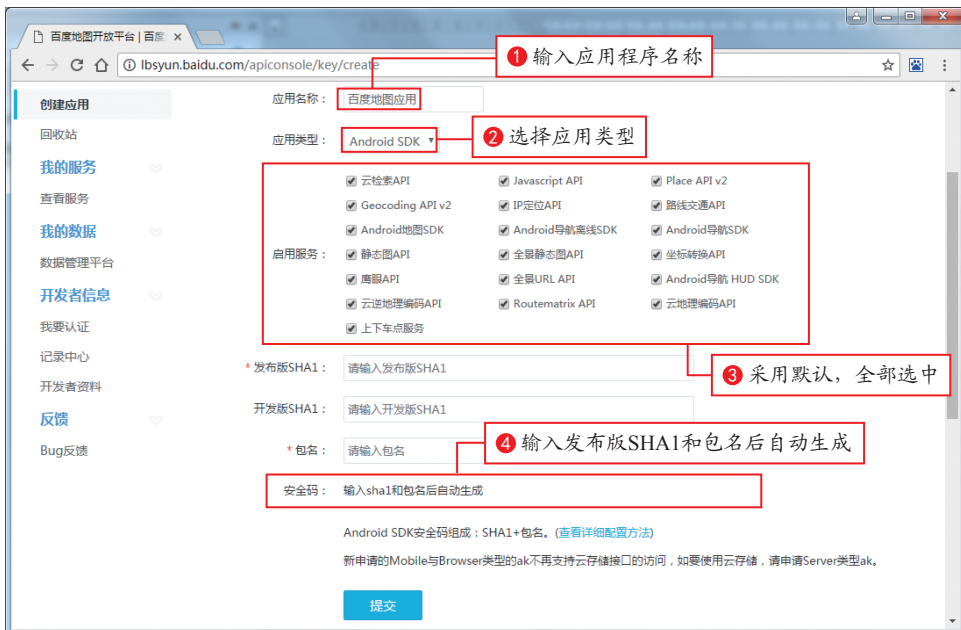 百度地图开放平台 | 百度
lbsyun.baidu.com/apiconsole/key/create
❶ 输入应用程序名称
创建应用
回收站
我的服务
查看服务
我的数据
数据管理平台
开发者信息
我要认证
记录中心
开发者资料
反馈
Bug反馈
应用名称： 百度地图应用
应用类型： Android SDK
❷ 选择应用类型
启用服务：
云检索API Javascript API Place API v2
Geocoding API v2 IP定位API 路线交通API
Android地图SDK Android导航离线SDK Android导航SDK
静态图API 全景静态图API 坐标转换API
鹰眼API 全景URL API Android导航 HUD SDK
云逆地理编码API Routematrix API 云地理编码API
上下车点服务
❸ 采用默认，全部选中
* 发布版SHA1： 请输入发布版SHA1
开发版SHA1： 请输入开发版SHA1
* 包名： 请输入包名
❹ 输入发布版SHA1和包名后自动生成
安全码： 输入sha1和包名后自动生成
Android SDK安全码组成：SHA1+包名。(查看详细配置方法)
新申请的Mobile与Browser类型的ak不再支持云存储接口的访问，如要使用云存储，请申请Server类型ak。
提交